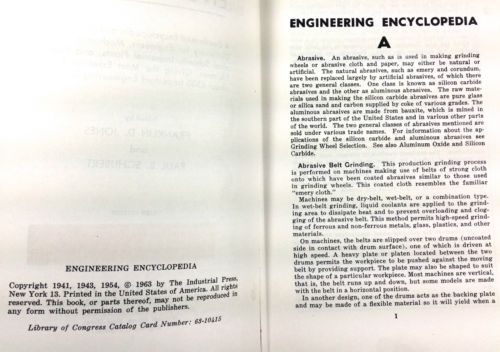 ENGINEERING ENCYCLOPEDIA
Copyright 1941, 1943, 1954, © 1963 by The Industrial Press,
New York 13. Printed in the United States of America. All rights
reserved. This book, or parts thereof, may not be reproduced in
any form without permission of the publishers.
Library of Congress Catalog Card Number: 63-10415
ENGINEERING ENCYCLOPEDIA
A
Abrasive. An abrasive, such as is used in making grinding
wheels or abrasive cloth and paper, may either be natural or
artificial. The natural abrasives, such as emery and corundum,
have been replaced largely by artificial abrasives, of which there
are two general classes. One class is known as silicon carbide
abrasives and the other as aluminous abrasives. The raw mate-
rials used in making the silicon carbide abrasives are pure glass
or silica sand and carbon supplied by coke of various grades. The
aluminous abrasives are made from bauxite, which is mined in
the southern part of the United States and in various other parts
of the world. The two general classes of abrasives mentioned are
sold under various trade names. For information about the ap-
plications of the silicon carbide and aluminous abrasives see
Grinding Wheel Selection. See also Aluminum Oxide and Silicon
Carbide.
Abrasive Belt Grinding. This production grinding process
is performed on machines making use of belts of strong cloth
onto which have been coated abrasives similar to those used
in grinding wheels. This coated cloth resembles the familiar
"emery cloth."
Machines may be dry-belt, wet-belt, or a combination type.
In wet-belt grinding, liquid coolants are applied to the grind-
ing area to dissipate heat and to prevent overloading and clog-
ging of the abrasive belt. This method permits high-speed grind-
ing of ferrous and non-ferrous metals, glass, plastics, and other
materials.
On machines, the belts are slipped over two drums (uncoated
side in contact with drum surface), one of which is driven at
high speed. A heavy plate or platen located between the two
drums permits the workpiece to be pushed against the moving
belt by providing support. The plate may also be shaped to suit
the shape of a particular workpiece. Most machines are vertical,
that is, the belt runs up and down, but some models are made
with the belt in a horizontal position.
In another design, one of the drums acts as the backing plate
and may be made of a flexible material so it will yield when a
1